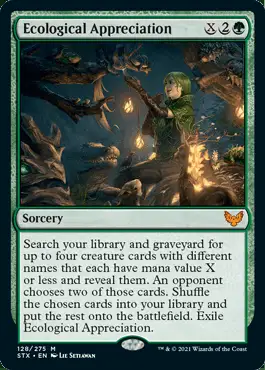 Ecological Appreciation X2
Sorcery
Search your library and graveyard for
up to four creature cards with different
names that each have mana value X
or less and reveal them. An opponent
chooses two of those cards. Shuffle
the chosen cards into your library and
put the rest onto the battlefield. Exile
Ecological Appreciation.
128/275 M
STX • EN Lie Setiawan
™ & © 2021 Wizards of the Coast